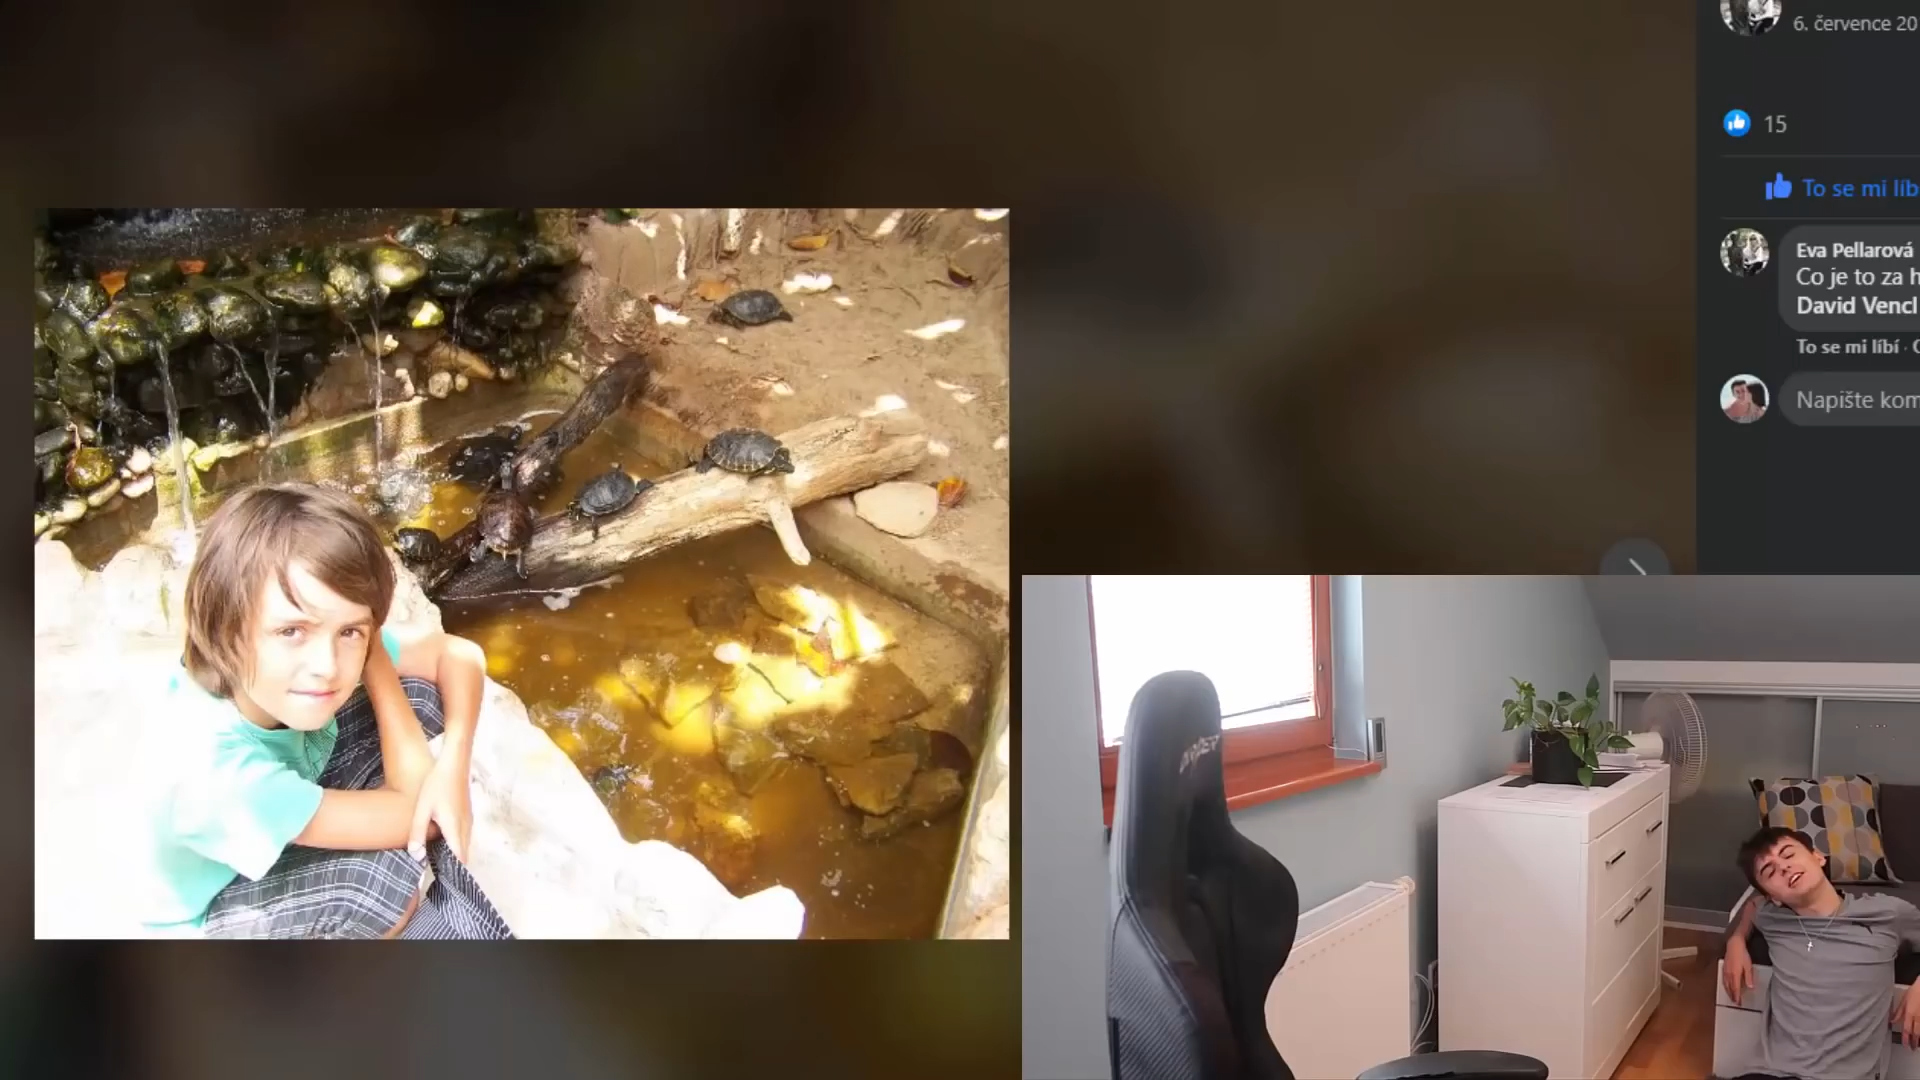 6. července 20
15
To se mi líb
Eva Pellarová
Co je to za h
David Vencl
To se mi líbí ·
Napište kom